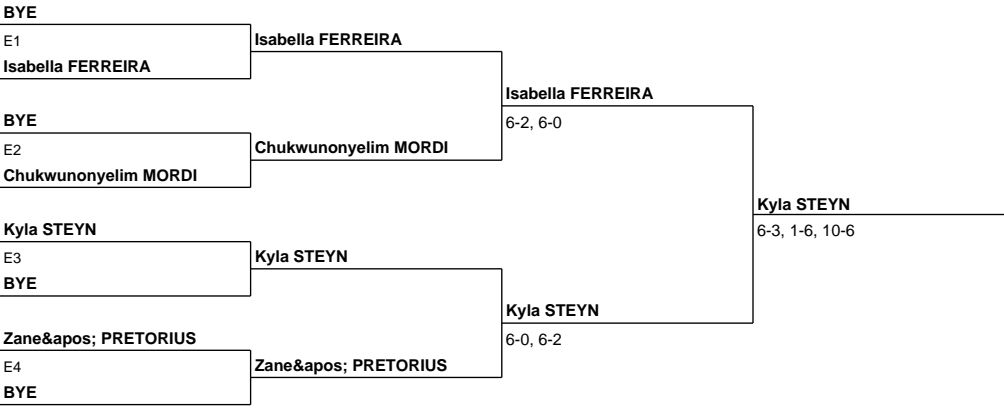 BYE
E1
Isabella FERREIRA
Isabella FERREIRA
BYE
E2
Chukwunonyelim MORDI
Chukwunonyelim MORDI
Isabella FERREIRA
6-2, 6-0
Kyla STEYN
E3
BYE
Kyla STEYN
Zane&apos; PRETORIUS
E4
BYE
Zane&apos; PRETORIUS
Kyla STEYN
6-0, 6-2
Kyla STEYN
6-3, 1-6, 10-6